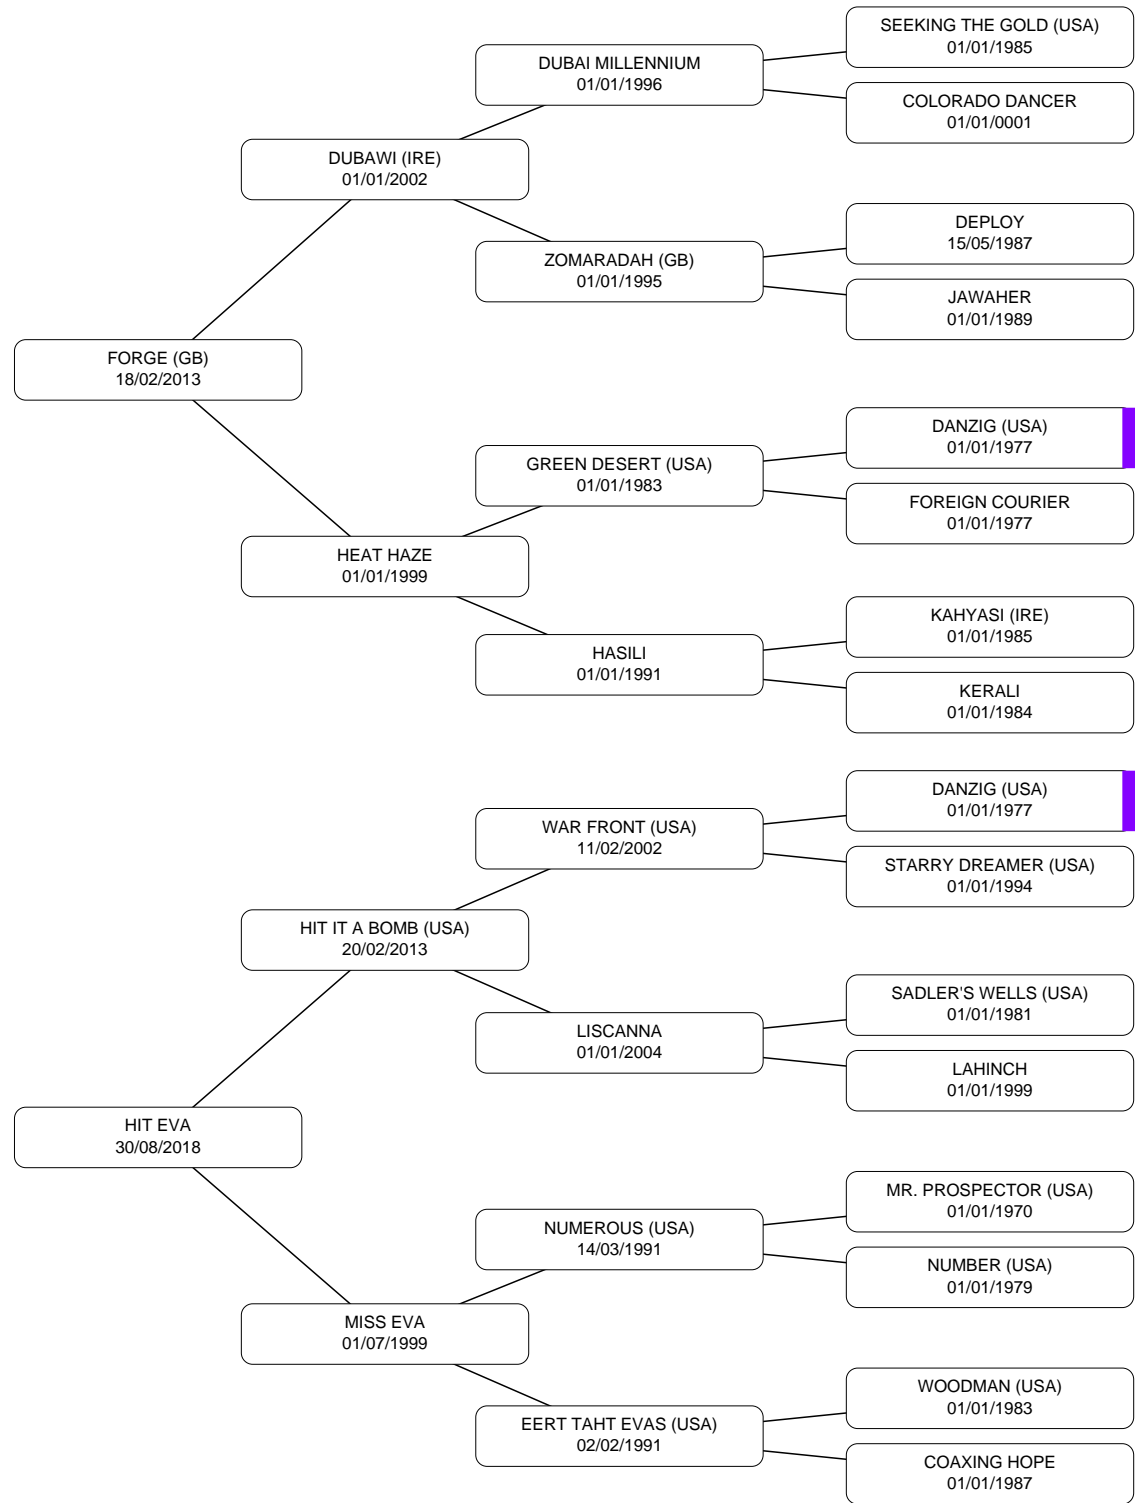 SEEKING THE GOLD (USA)
01/01/1985
DUBAI MILLENNIUM
01/01/1996
COLORADO DANCER
01/01/0001
DUBAWI (IRE)
01/01/2002
DEPLOY
15/05/1987
ZOMARADAH (GB)
01/01/1995
JAWAHER
01/01/1989
FORGE (GB)
18/02/2013
DANZIG (USA)
01/01/1977
GREEN DESERT (USA)
01/01/1983
FOREIGN COURIER
01/01/1977
HEAT HAZE
01/01/1999
KAHYASI (IRE)
01/01/1985
HASILI
01/01/1991
KERALI
01/01/1984
DANZIG (USA)
01/01/1977
WAR FRONT (USA)
11/02/2002
STARRY DREAMER (USA)
01/01/1994
HIT IT A BOMB (USA)
20/02/2013
SADLER'S WELLS (USA)
01/01/1981
LISCANNA
01/01/2004
LAHINCH
01/01/1999
HIT EVA
30/08/2018
MR. PROSPECTOR (USA)
01/01/1970
NUMEROUS (USA)
14/03/1991
NUMBER (USA)
01/01/1979
MISS EVA
01/07/1999
WOODMAN (USA)
01/01/1983
EERT TAHT EVAS (USA)
02/02/1991
COAXING HOPE
01/01/1987